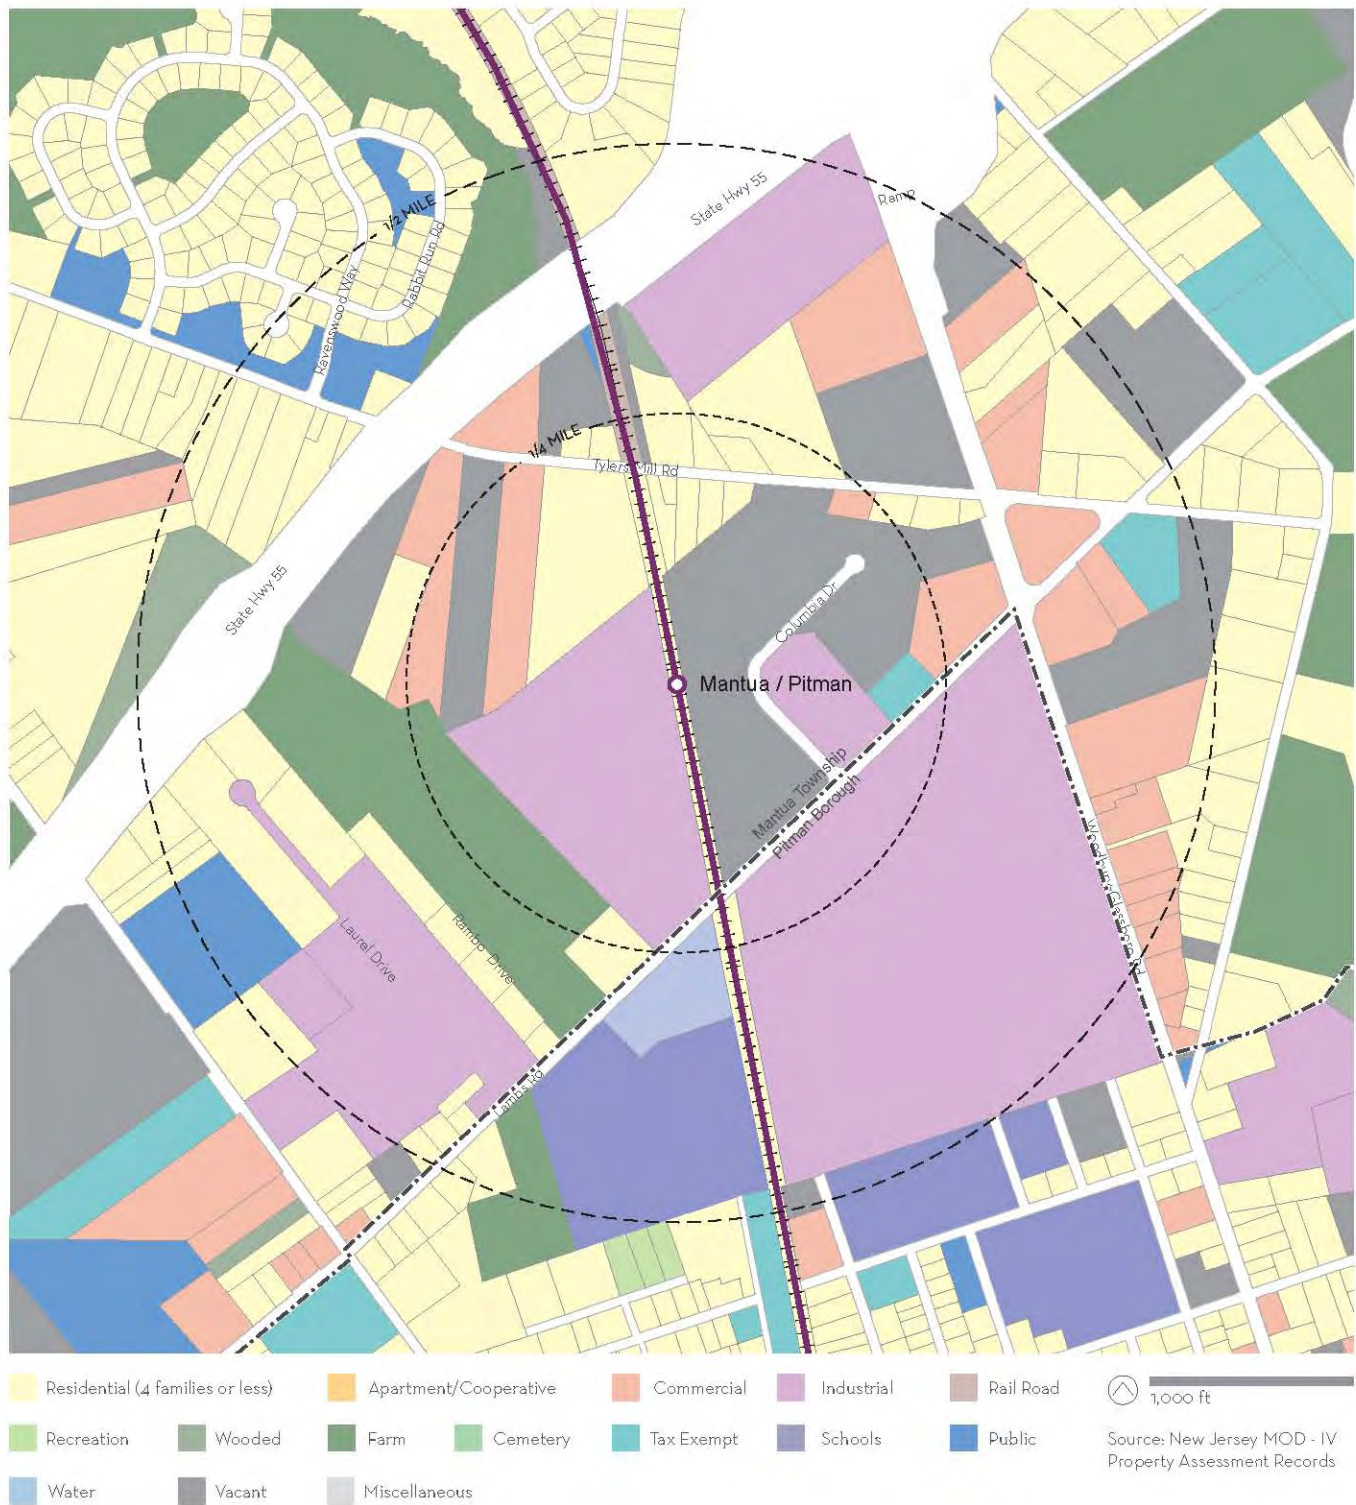 State Hwy 55
Ramp
1/2 MILE
Rabbit Run Rd
Ravenswood Way
1/4 MILE
Tylers Mill Rd
State Hwy 55
Columbia Dr
Mantua / Pitman
Mantua Township
Pitman Borough
Woodbury-Glassboro Rd
Laurel Drive
Rambo Drive
Lambs Rd
Residential (4 families or less)
Apartment/Cooperative
Commercial
Industrial
Rail Road
1,000 ft
Recreation
Wooded
Farm
Cemetery
Tax Exempt
Schools
Public
Source: New Jersey MOD - IV
Property Assessment Records
Water
Vacant
Miscellaneous